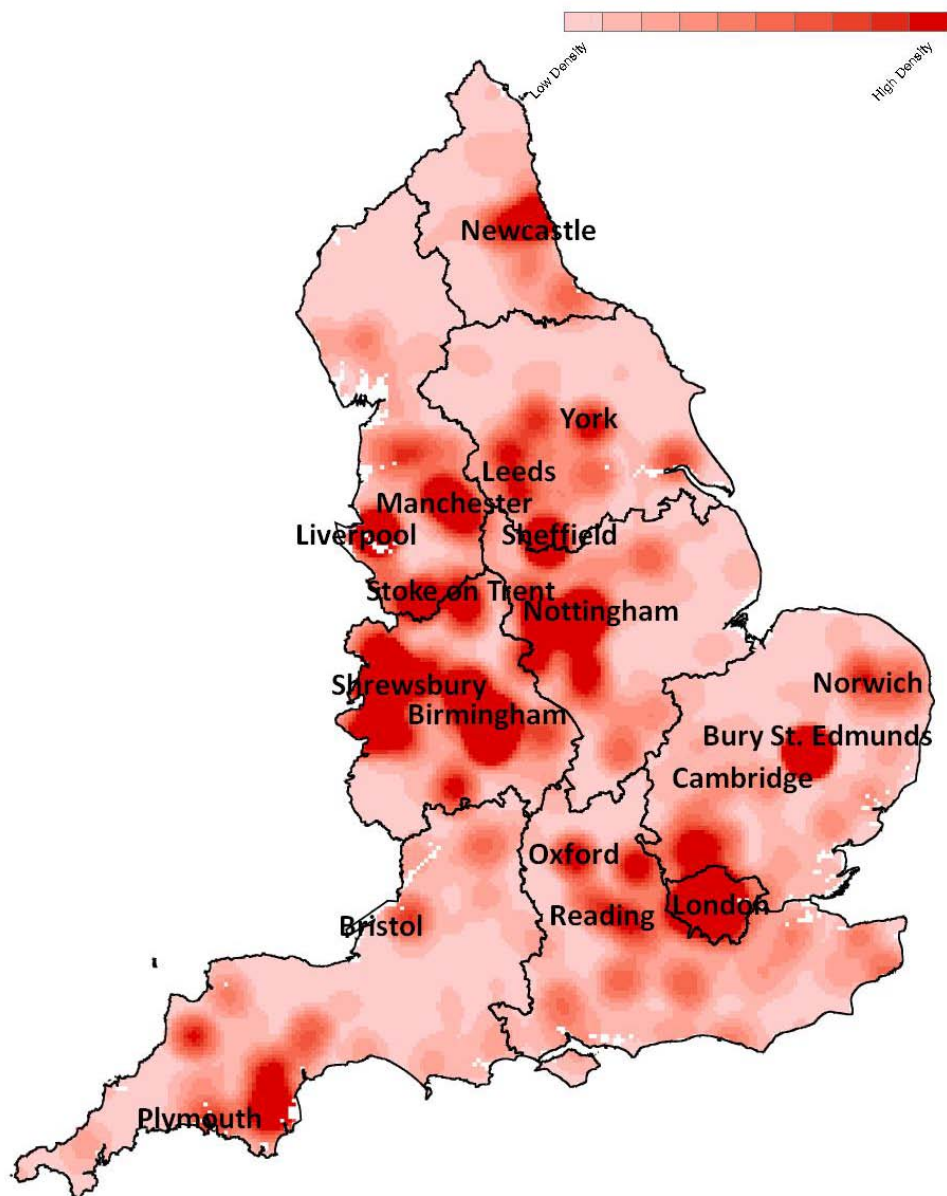 Low Density
High Density
Newcastle
York
Leeds
Manchester
Liverpool
Sheffield
Stoke on Trent
Nottingham
Shrewsbury
Birmingham
Norwich
Bury St. Edmunds
Cambridge
Oxford
London
Reading
Bristol
Plymouth